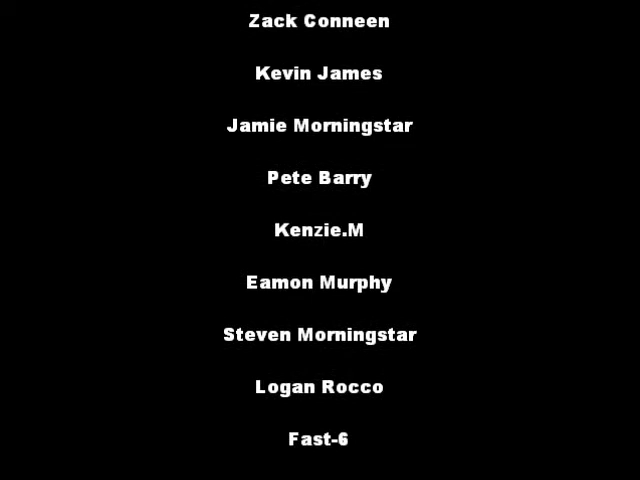 Zack Conneen
Kevin James
Jamie Morningstar
Pete Barry
Kenzie.M
Eamon Murphy
Steven Morningstar
Logan Rocco
Fast-6